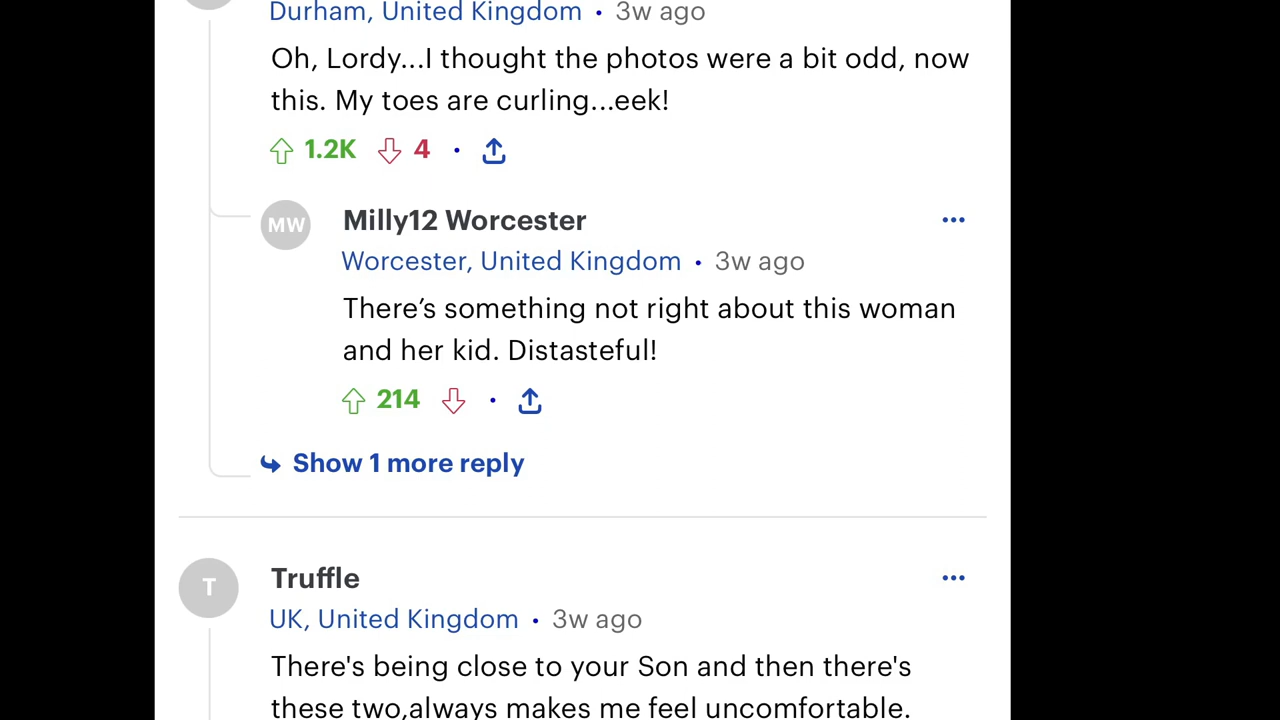 Durham, United Kingdom • 3w ago
Oh, Lordy...I thought the photos were a bit odd, now
this. My toes are curling...eek!
1.2K 4 •
MW Milly12 Worcester •••
Worcester, United Kingdom • 3w ago
There’s something not right about this woman
and her kid. Distasteful!
214 •
Show 1 more reply
T Truffle •••
UK, United Kingdom • 3w ago
There's being close to your Son and then there's
these two,always makes me feel uncomfortable.